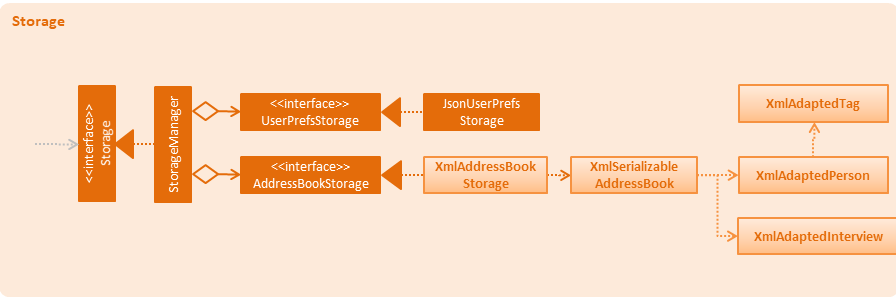 Storage
<<interface>>
Storage
StorageManager
<<interface>>
UserPrefsStorage
JsonUserPrefs
Storage
<<interface>>
AddressBookStorage
XmlAddressBook
Storage
XmlSerializable
AddressBook
XmlAdaptedTag
XmlAdaptedPerson
XmlAdaptedInterview